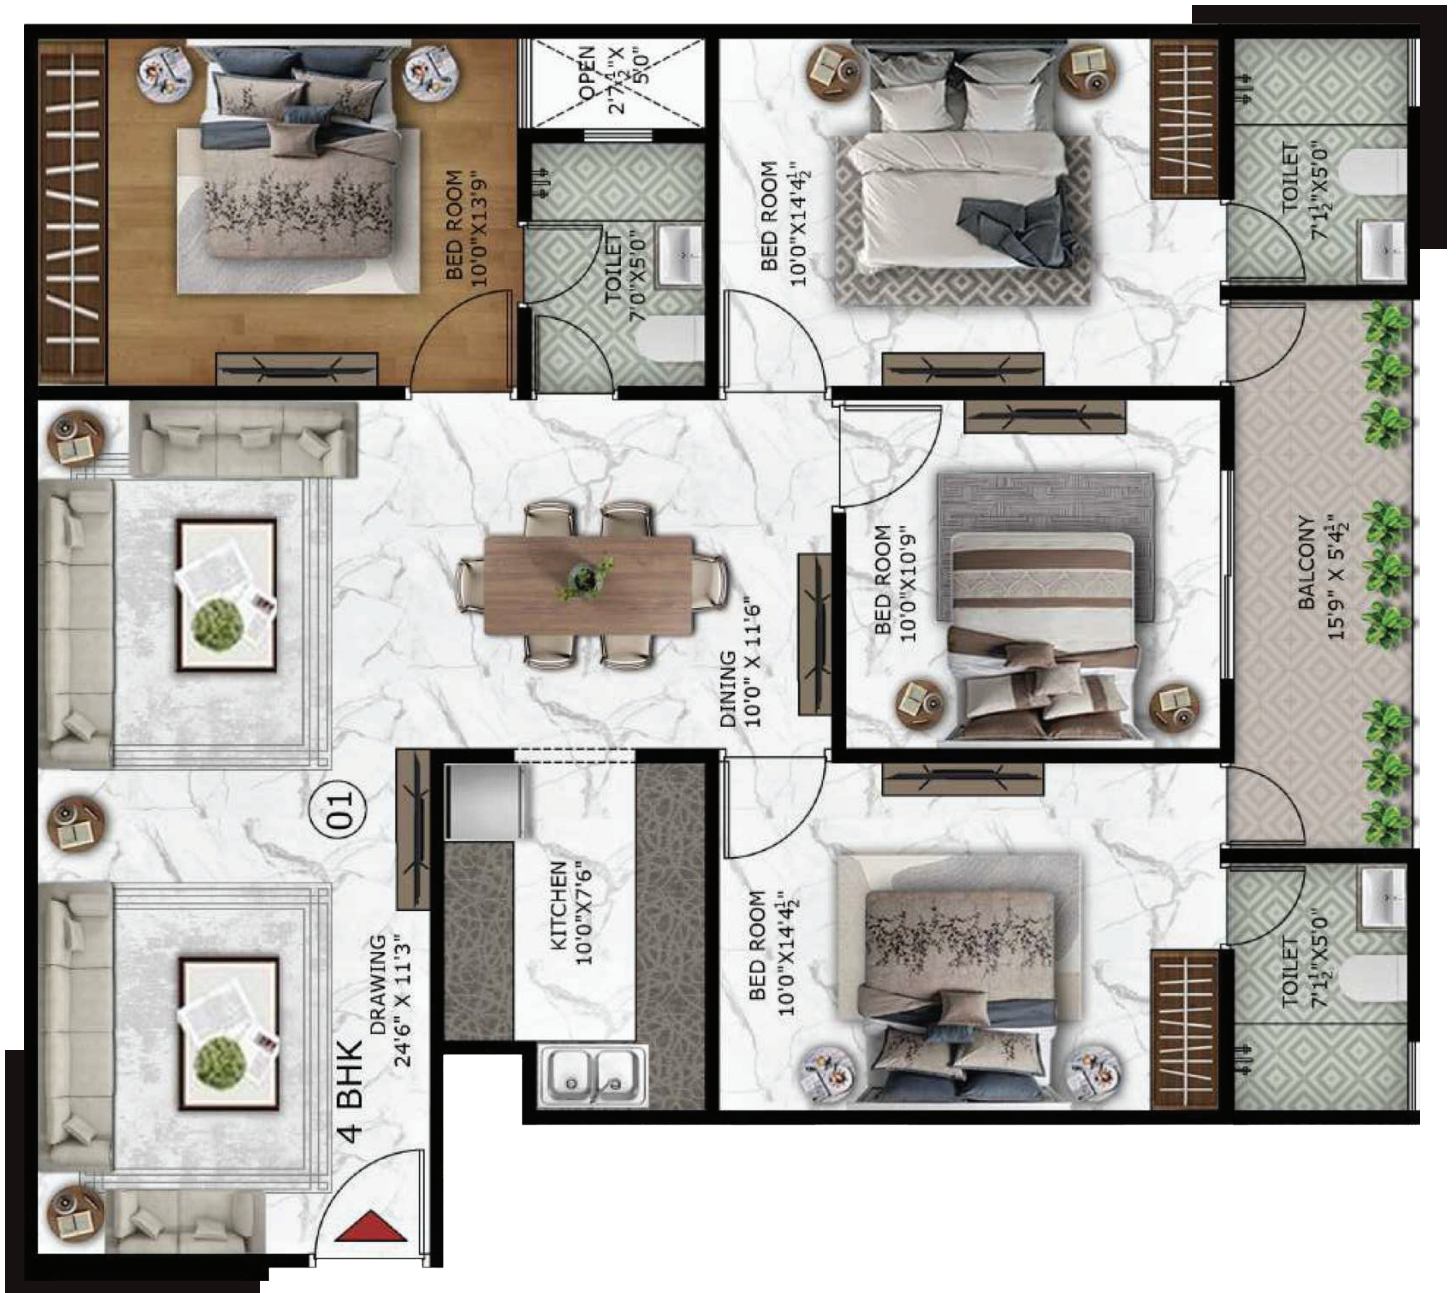 BED ROOM
10'0"X13'9"
OPEN
2'7½"X
5'0"
TOILET
7'0"X5'0"
BED ROOM
10'0"X14'4½"
TOILET
7'1½"X5'0"
BED ROOM
10'0"X10'9"
BALCONY
15'9" X 5'4½"
DINING
10'0" X 11'6"
01
4 BHK
DRAWING
24'6" X 11'3"
KITCHEN
10'0"X7'6"
BED ROOM
10'0"X14'4½"
TOILET
7'1½"X5'0"